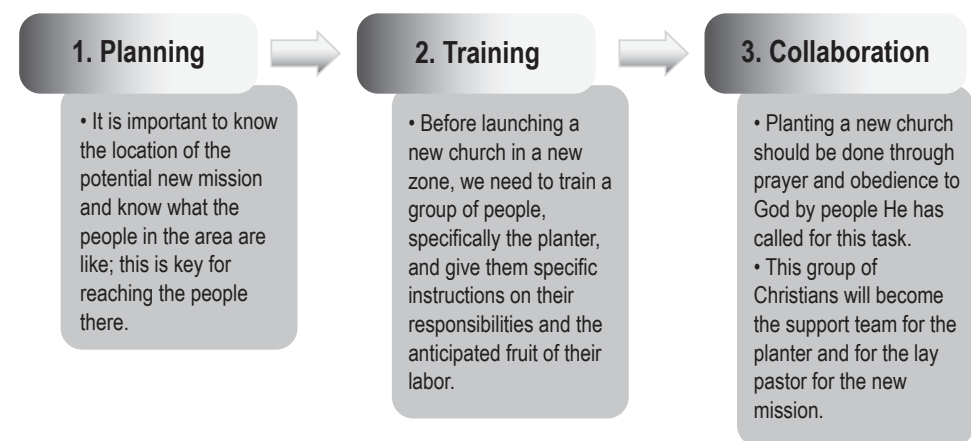 1. Planning
• It is important to know
the location of the
potential new mission
and know what the
people in the area are
like; this is key for
reaching the people
there.
2. Training
• Before launching a
new church in a new
zone, we need to train a
group of people,
specifically the planter,
and give them specific
instructions on their
responsibilities and the
anticipated fruit of their
labor.
3. Collaboration
• Planting a new church
should be done through
prayer and obedience to
God by people He has
called for this task.
• This group of
Christians will become
the support team for the
planter and for the lay
pastor for the new
mission.